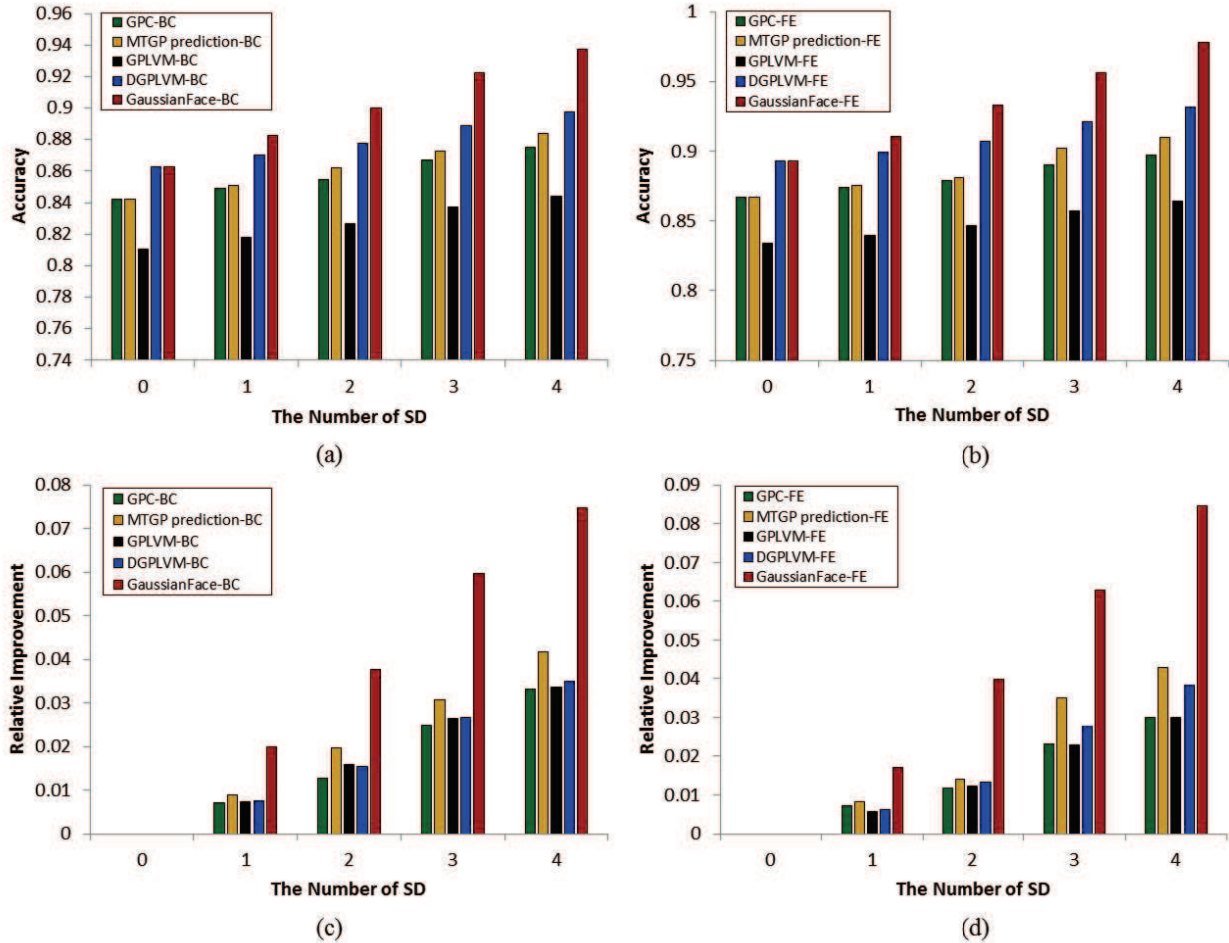 0.96
0.94
0.92
0.9
0.88
0.86
0.84
0.82
0.8
0.78
0.76
0.74
Accuracy
GPC-BC
MTGP prediction-BC
GPLVM-BC
DGPLVM-BC
GaussianFace-BC
0 1 2 3 4
The Number of SD
(a)
1
0.95
0.9
0.85
0.8
0.75
Accuracy
GPC-FE
MTGP prediction-FE
GPLVM-FE
DGPLVM-FE
GaussianFace-FE
0 1 2 3 4
The Number of SD
(b)
0.08
0.07
0.06
0.05
0.04
0.03
0.02
0.01
0
Relative Improvement
GPC-BC
MTGP prediction-BC
GPLVM-BC
DGPLVM-BC
GaussianFace-BC
0 1 2 3 4
The Number of SD
(c)
0.09
0.08
0.07
0.06
0.05
0.04
0.03
0.02
0.01
0
Relative Improvement
GPC-FE
MTGP prediction-FE
GPLVM-FE
DGPLVM-FE
GaussianFace-FE
0 1 2 3 4
The Number of SD
(d)